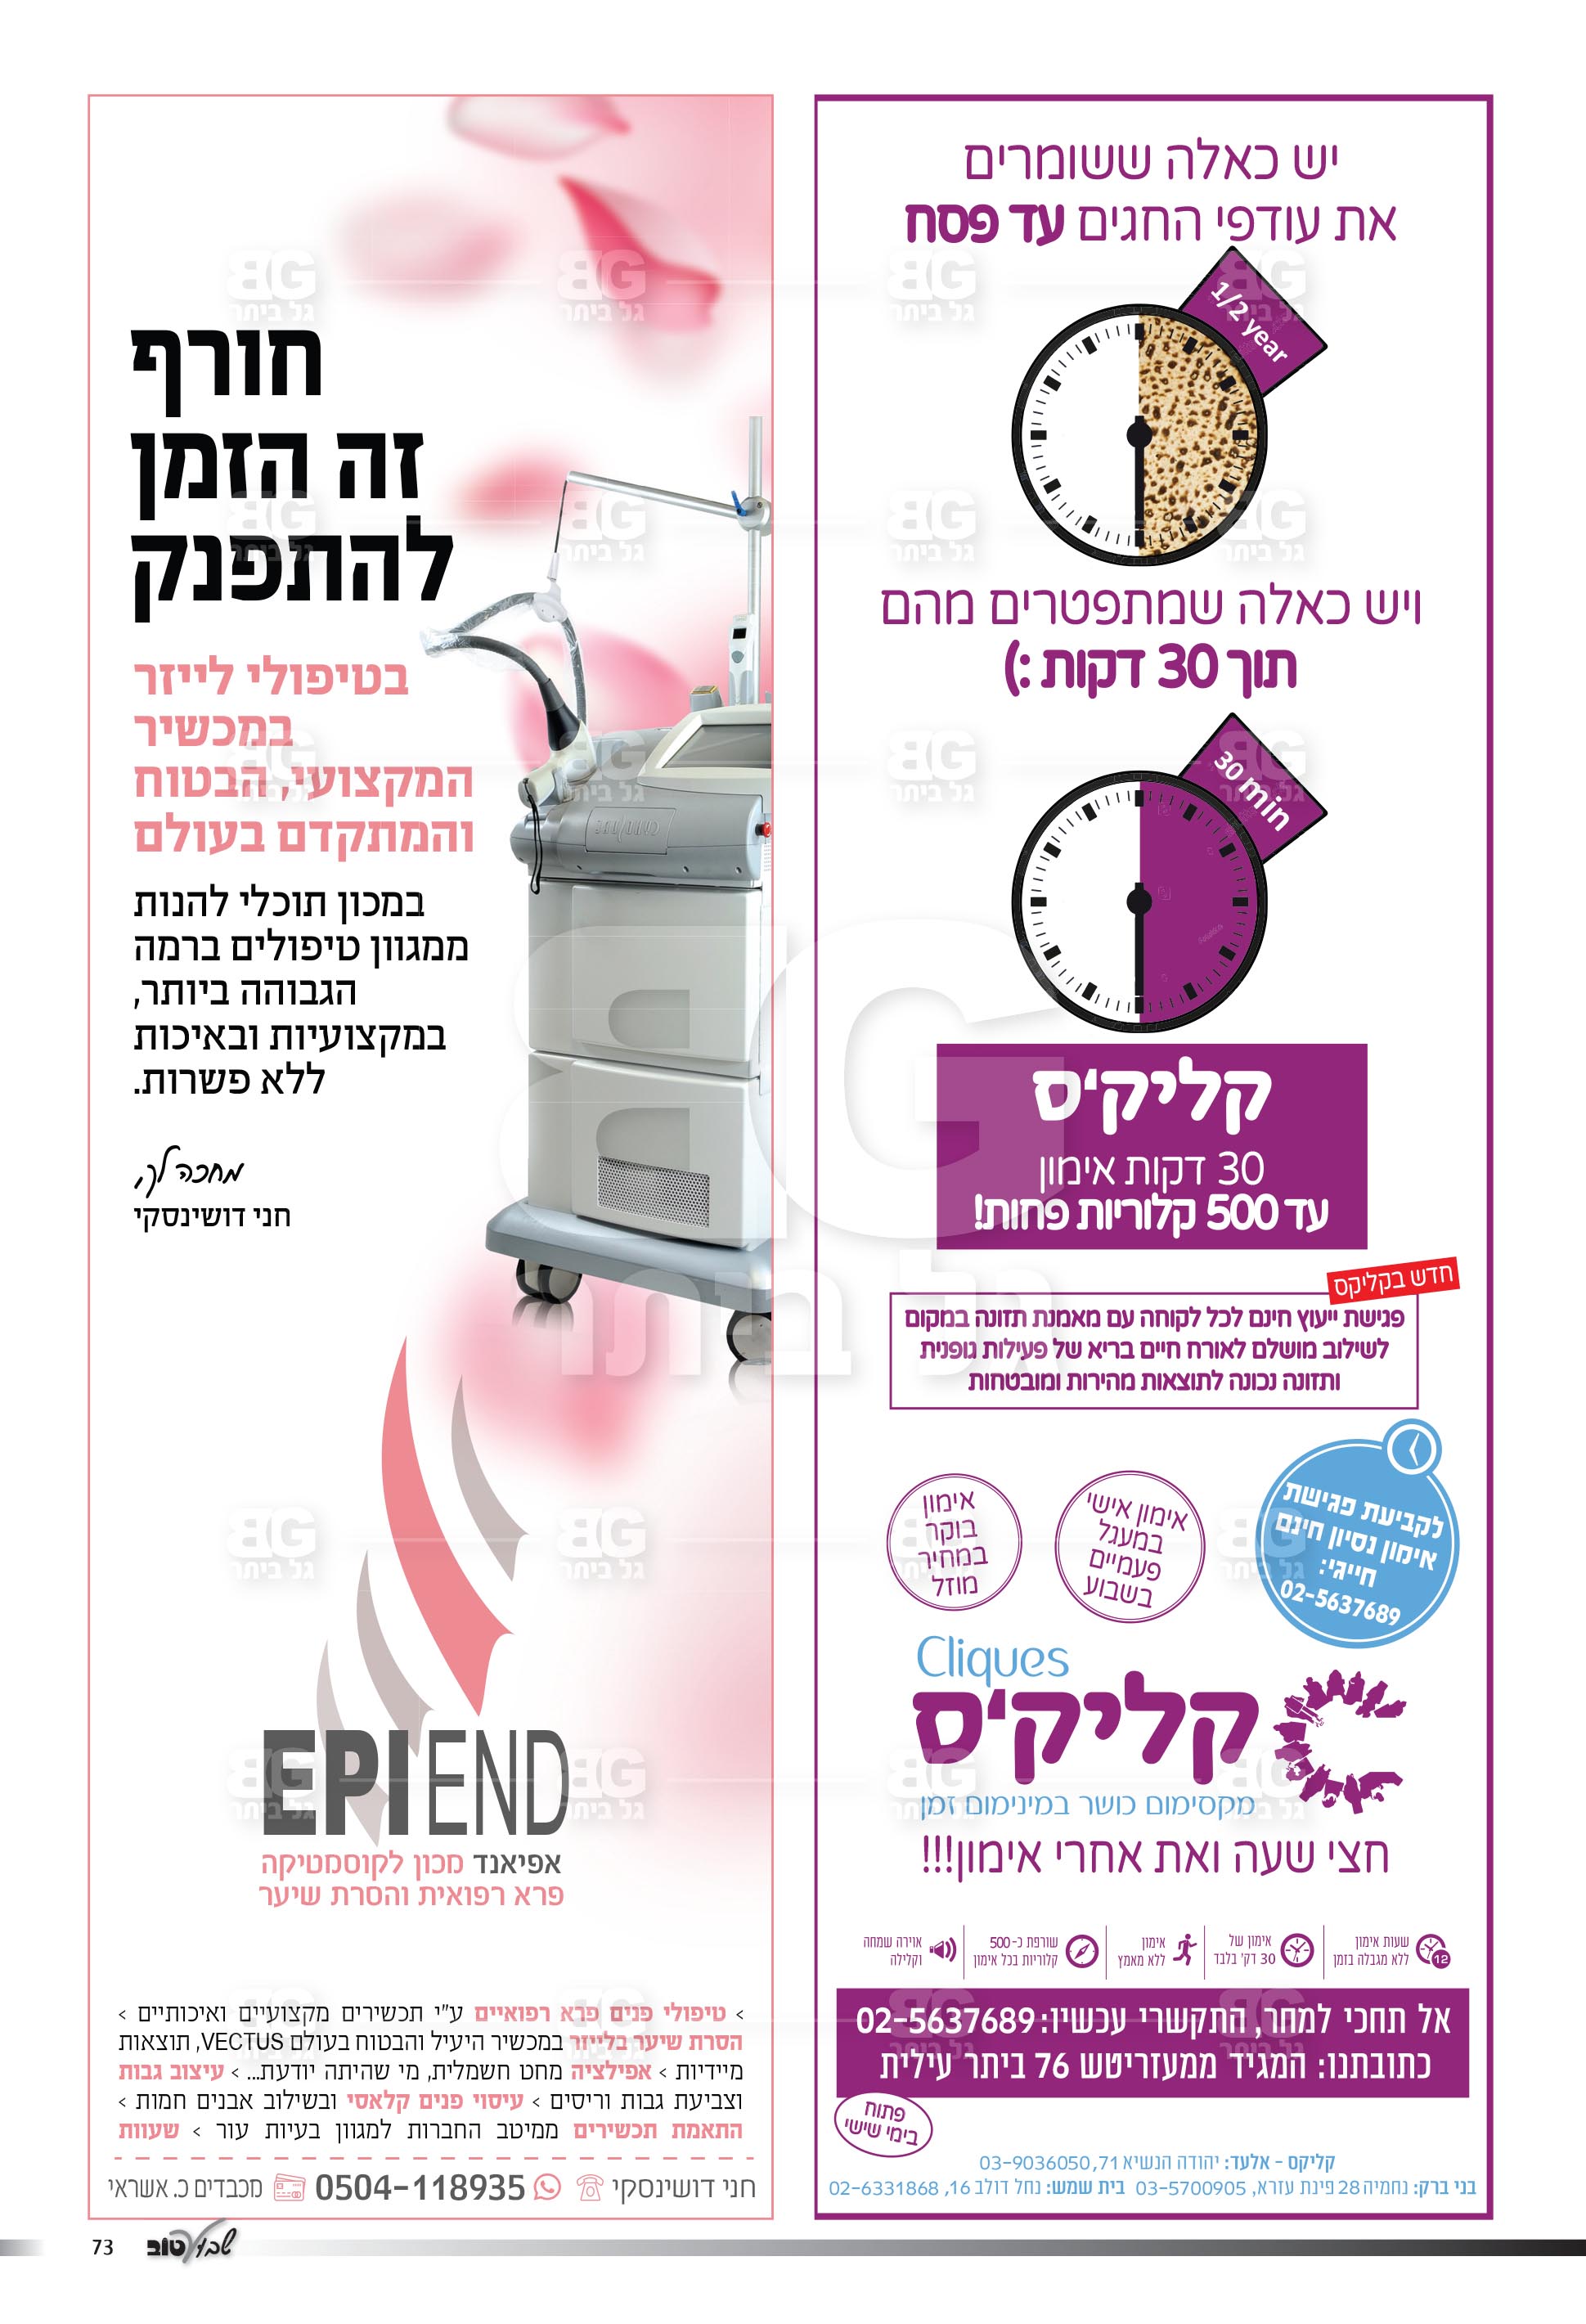 יש כאלה ששומרים
את עודפי החגים עד פסח
1/2 year
ויש כאלה שמתפטרים מהם
תוך 30 דקות :)
30 min
קליק'ס
30 דקות אימון
עד 500 קלוריות פחות!
חדש בקליקס
פגישת ייעוץ חינם לכל לקוחה עם מאמנת תזונה במקום
לשילוב מושלם לאורח חיים בריא של פעילות גופנית
ותזונה נכונה לתוצאות מהירות ומובטחות
לקביעת פגישת
אימון נסיון חינם
חייגי:
02-5637689
אימון אישי
במעגל
פעמיים
בשבוע
אימון
בוקר
במחיר
מוזל
Cliques
קליק'ס
מקסימום כושר במינימום זמן
חצי שעה ואת אחרי אימון!!!
12
שעות אימון
ללא מגבלה בזמן
אימון של
30 דק' בלבד
אימון
ללא מאמץ
שורפת כ-500
קלוריות בכל אימון
אוירה שמחה
וקלילה
אל תחכי למחר, התקשרי עכשיו: 02-5637689
כתובתנו: המגיד ממעזריטש 76 ביתר עילית
פתוח
בימי שישי
קליקס - אלעד: יהודה הנשיא 71, 03-9036050
בני ברק: נחמיה 28 פינת עזרא, 03-5700905 בית שמש: נחל דולב 16, 02-6331868
חורף
זה הזמן
להתפנק
בטיפולי לייזר
במכשיר
המקצועי, הבטוח
והמתקדם בעולם
במכון תוכלי להנות
ממגוון טיפולים ברמה
הגבוהה ביותר,
במקצועיות ובאיכות
ללא פשרות.
מחכה לך,
חני דושינסקי
EPIEND
אפיאנד מכון לקוסמטיקה
פרא רפואית והסרת שיער
> טיפולי פנים פרא רפואיים ע"י תכשירים מקצועיים ואיכותיים >
הסרת שיער בלייזר במכשיר היעיל והבטוח בעולם VECTUS, תוצאות
מיידיות > אפילציה מחט חשמלית, מי שהיתה יודעת... > עיצוב גבות
וצביעת גבות וריסים > עיסוי פנים קלאסי ובשילוב אבנים חמות >
התאמת תכשירים ממיטב החברות למגוון בעיות עור > שעוות
חני דושינסקי 0504-118935 מכבדים כ. אשראי
73 שבוע טוב
BG
גל ביתר